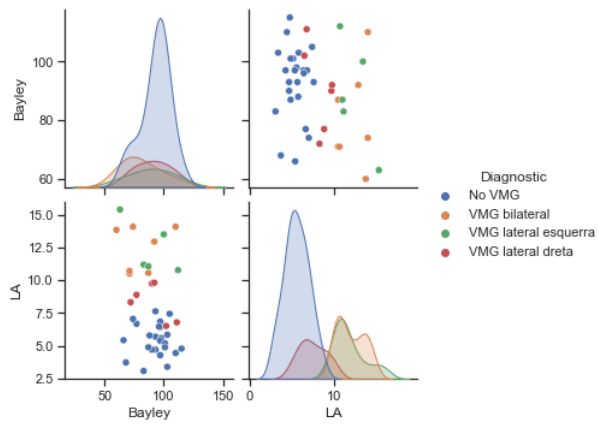 100
80
60
Bayley
Diagnostic
No VMG
VMG bilateral
VMG lateral esquerra
VMG lateral dreta
15.0
12.5
10.0
7.5
5.0
2.5
LA
50
100
150
0
10
Bayley
LA